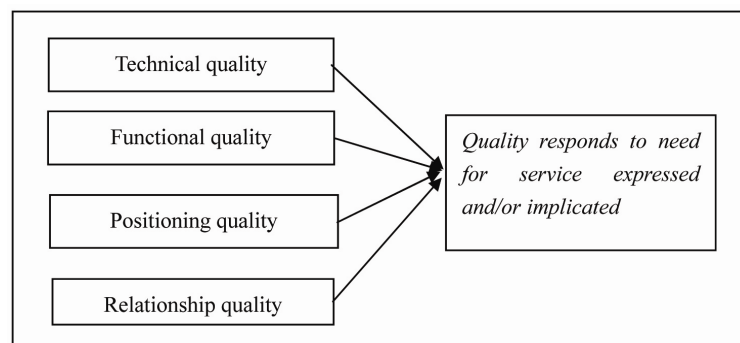 Technical quality
Functional quality
Positioning quality
Relationship quality
Quality responds to need
for service expressed
and/or implicated